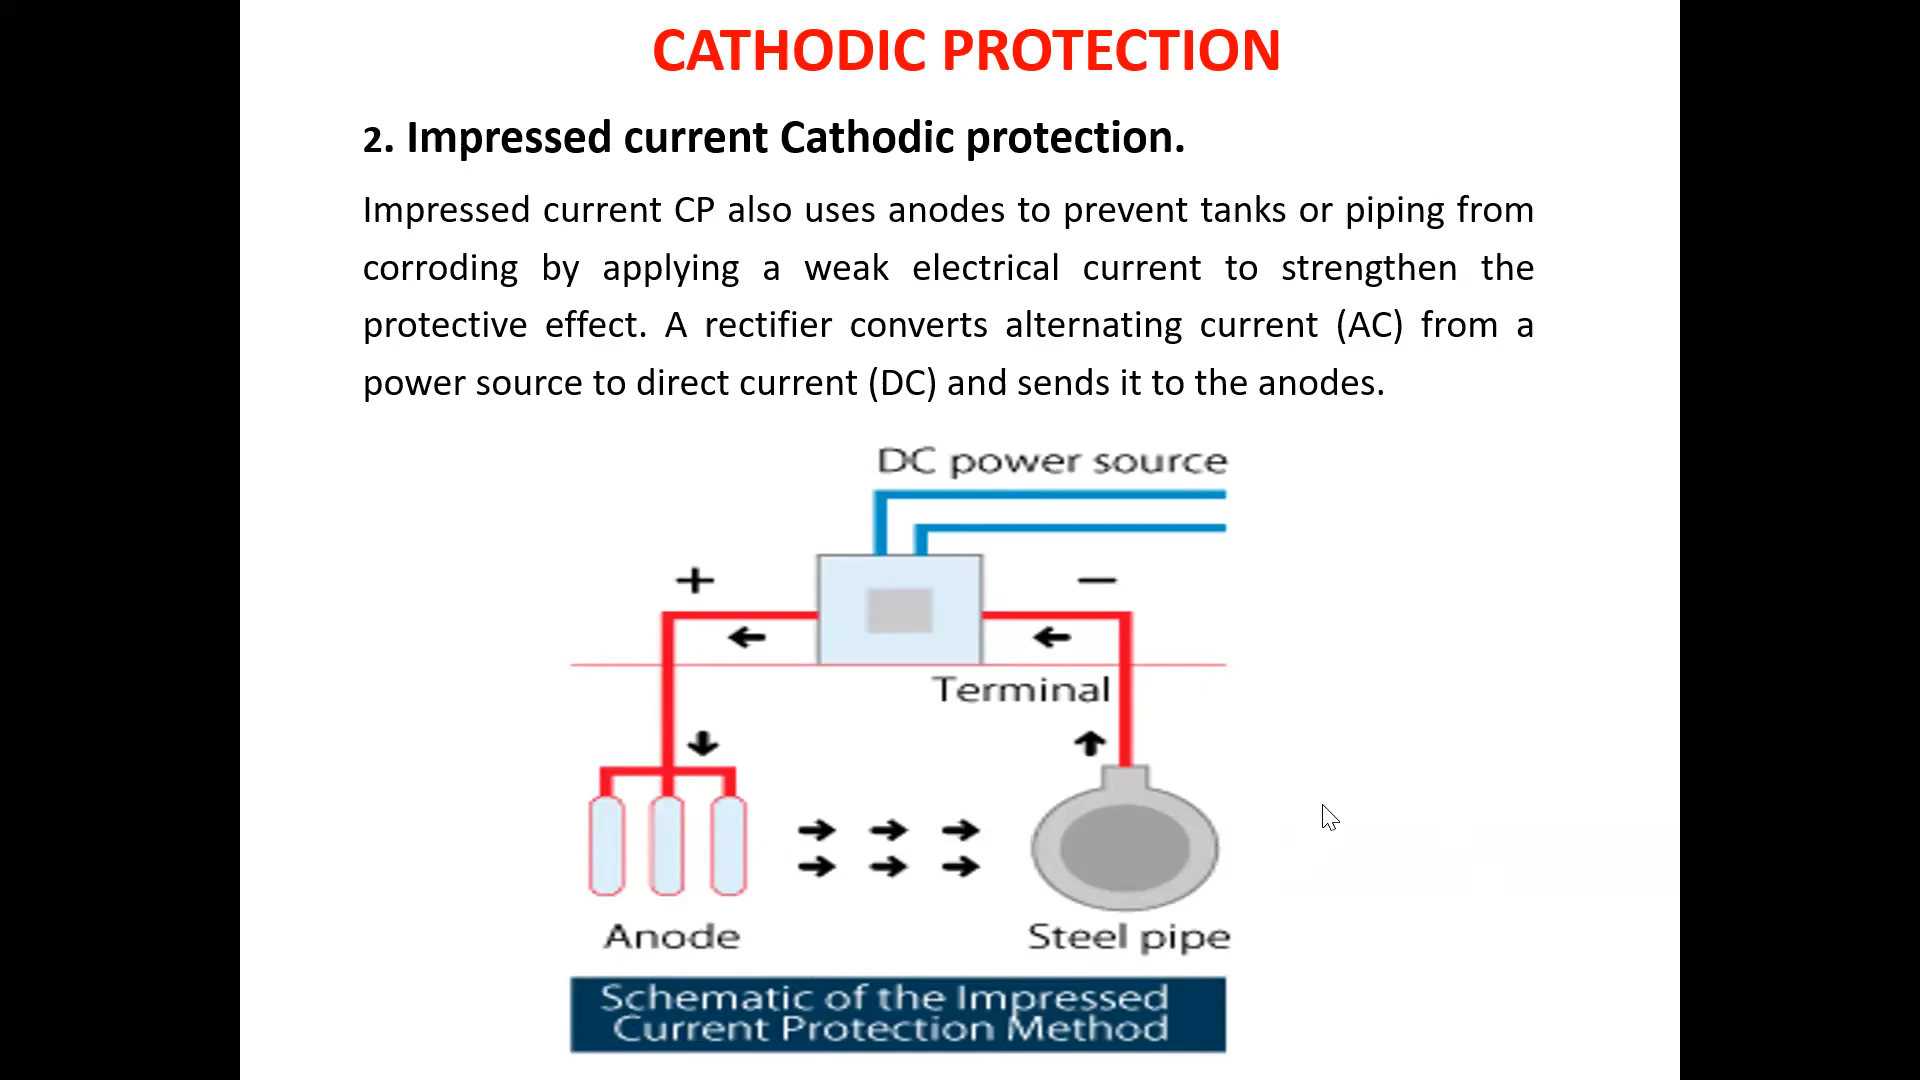 CATHODIC PROTECTION
2. Impressed current Cathodic protection.
Impressed current CP also uses anodes to prevent tanks or piping from
corroding by applying a weak electrical current to strengthen the
protective effect. A rectifier converts alternating current (AC) from a
power source to direct current (DC) and sends it to the anodes.
DC power source
+ −
Terminal
Anode Steel pipe
Schematic of the Impressed
Current Protection Method